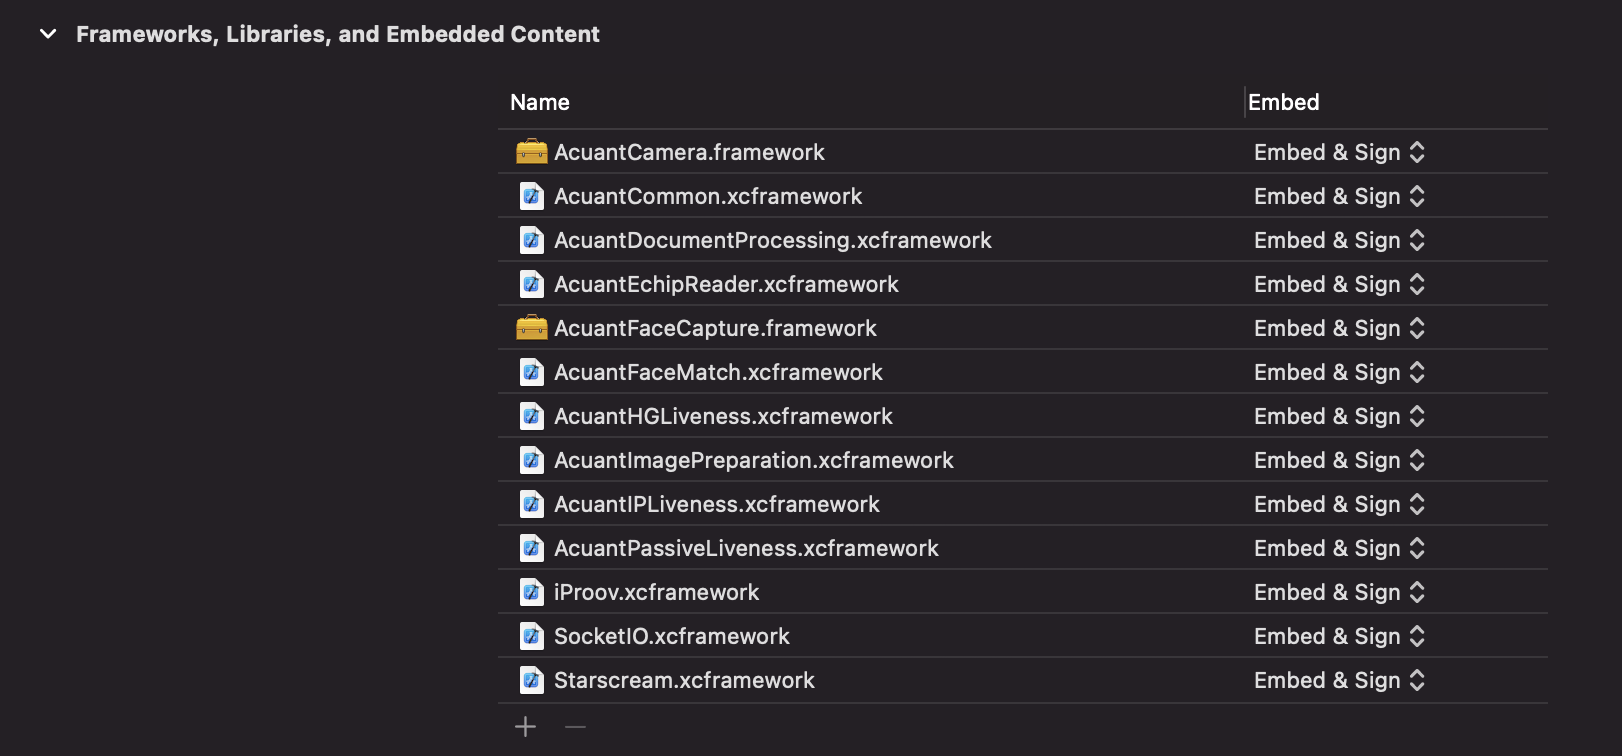 Frameworks, Libraries, and Embedded Content
Name Embed
AcuantCamera.framework Embed & Sign
AcuantCommon.xcframework Embed & Sign
AcuantDocumentProcessing.xcframework Embed & Sign
AcuantEchipReader.xcframework Embed & Sign
AcuantFaceCapture.framework Embed & Sign
AcuantFaceMatch.xcframework Embed & Sign
AcuantHGLiveness.xcframework Embed & Sign
AcuantImagePreparation.xcframework Embed & Sign
AcuantIPLiveness.xcframework Embed & Sign
AcuantPassiveLiveness.xcframework Embed & Sign
iProov.xcframework Embed & Sign
SocketIO.xcframework Embed & Sign
Starscream.xcframework Embed & Sign